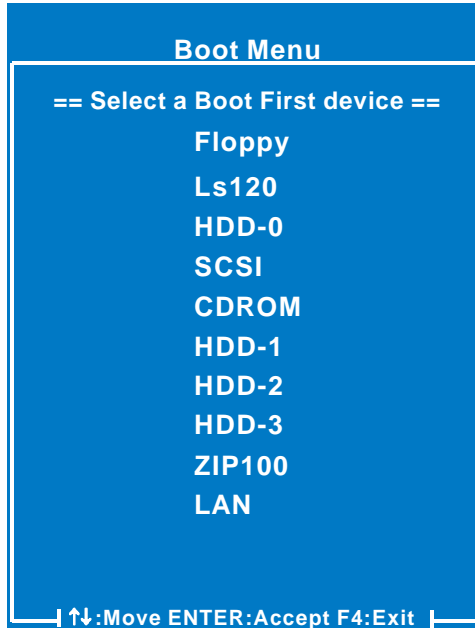 Boot Menu
== Select a Boot First device ==
Floppy
Ls120
HDD-0
SCSI
CDROM
HDD-1
HDD-2
HDD-3
ZIP100
LAN
↑↓:Move ENTER:Accept F4:Exit